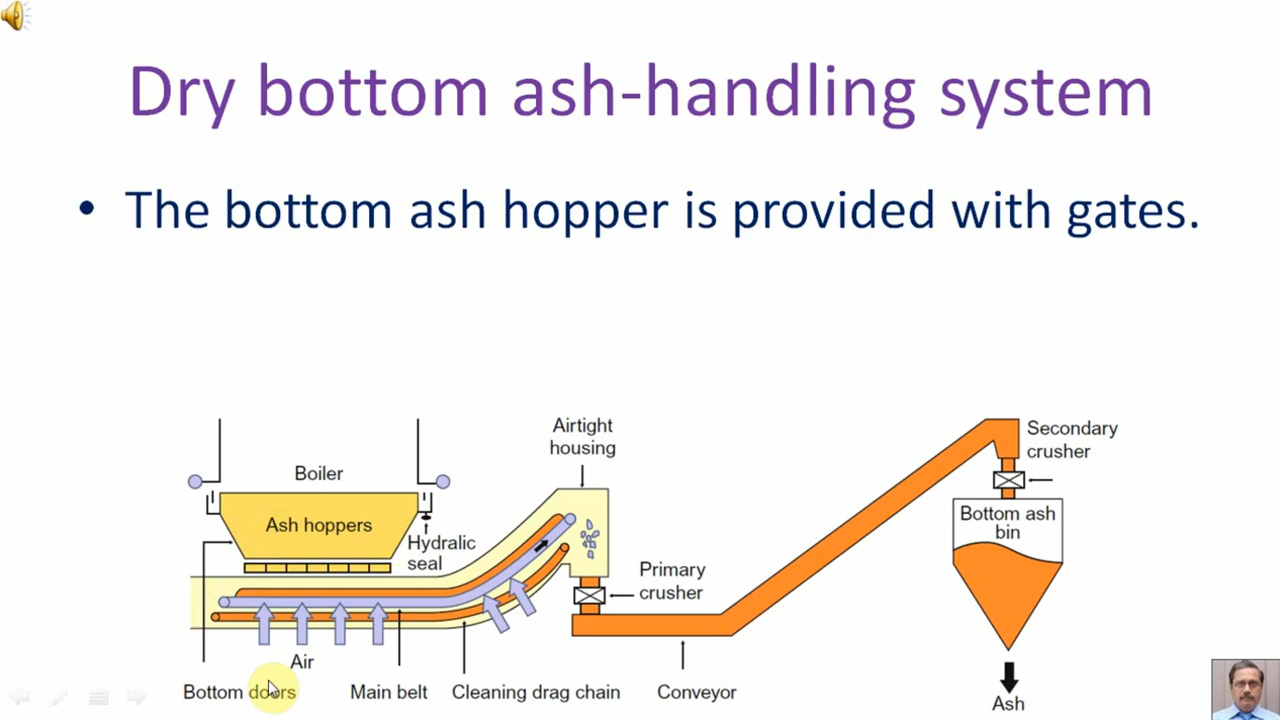 Dry bottom ash-handling system
• The bottom ash hopper is provided with gates.
Airtight
housing
Secondary
crusher
Boiler
Ash hoppers
Bottom ash
bin
Hydralic
seal
Primary
crusher
Air
Bottom doors
Main belt
Cleaning drag chain
Conveyor
Ash